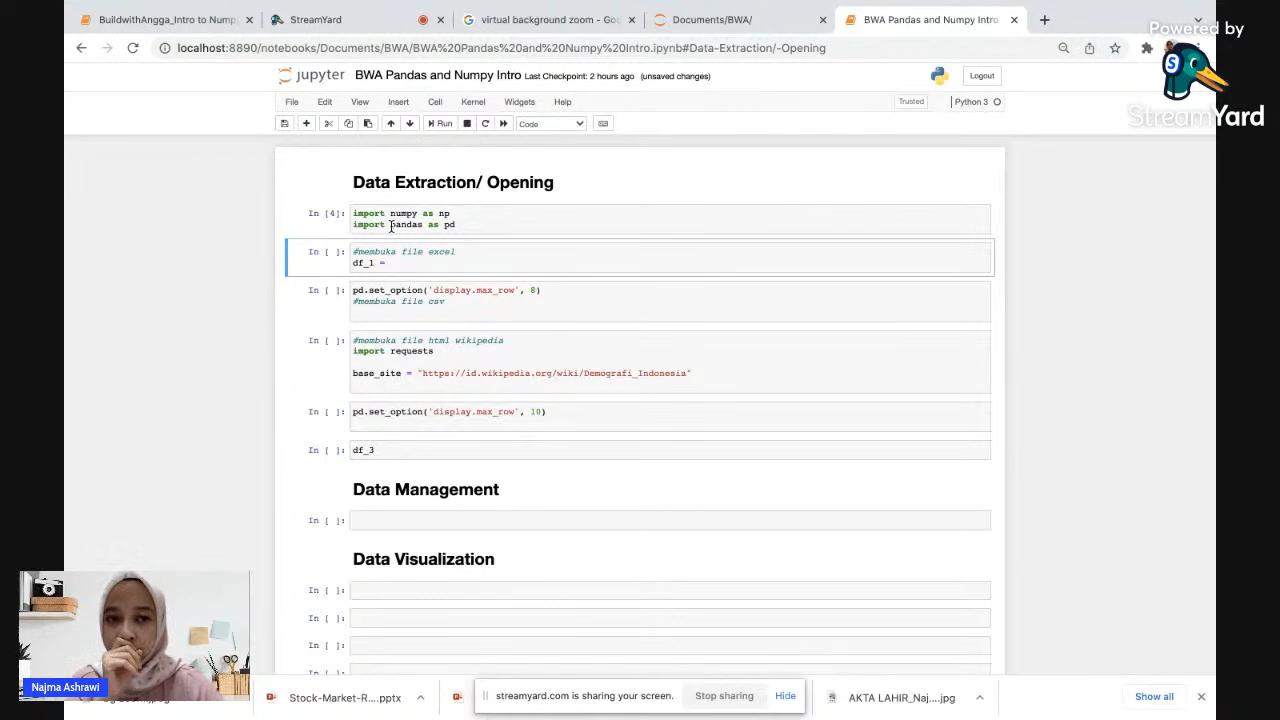 BuildwithAngga_Intro to Nump
StreamYard
virtual background zoom - Goo
Documents/BWA/
BWA Pandas and Numpy Intro
Powered by
StreamYard
localhost:8890/notebooks/Documents/BWA/BWA%20Pandas%20and%20Numpy%20Intro.ipynb#Data-Extraction/-Opening
jupyter BWA Pandas and Numpy Intro Last Checkpoint: 2 hours ago (unsaved changes)
Logout
File Edit View Insert Cell Kernel Widgets Help
Trusted
Python 3
Run
Code
Data Extraction/ Opening
In [4]: import numpy as np
import pandas as pd
In [ ]: #membuka file excel
df_1 =
In [ ]: pd.set_option('display.max_row', 8)
#membuka file csv
In [ ]: #membuka file html wikipedia
import requests
base_site = "https://id.wikipedia.org/wiki/Demografi_Indonesia"
In [ ]: pd.set_option('display.max_row', 10)
In [ ]: df_3
Data Management
In [ ]:
Data Visualization
In [ ]:
In [ ]:
In [ ]:
Najma Ashrawi
Stock-Market-R....pptx
streamyard.com is sharing your screen.
Stop sharing
Hide
AKTA LAHIR_Naj....jpg
Show all